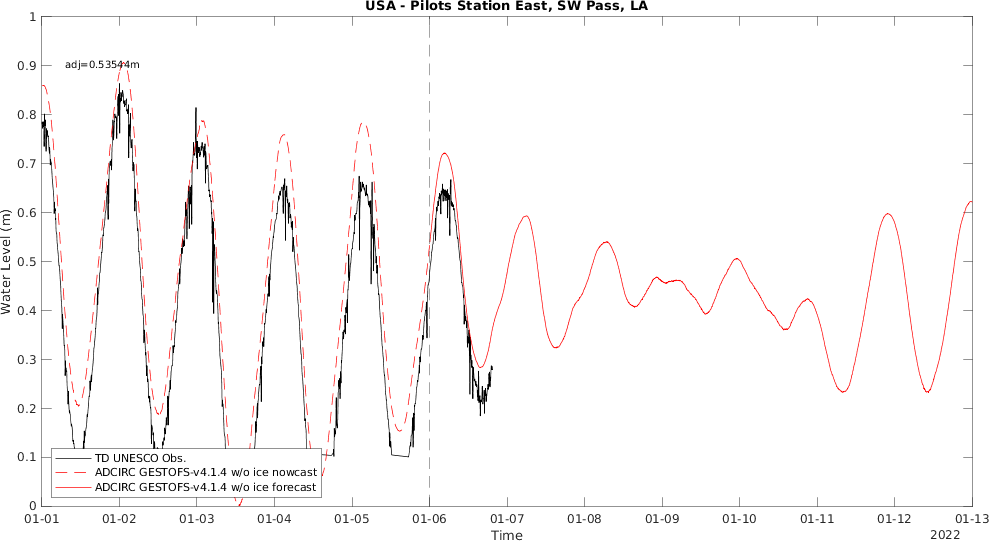 USA - Pilots Station East, SW Pass, LA
adj=0.53544m
Water Level (m)
1
0.9
0.8
0.7
0.6
0.5
0.4
0.3
0.2
0.1
0
TD UNESCO Obs.
ADCIRC GESTOFS-v4.1.4 w/o ice nowcast
ADCIRC GESTOFS-v4.1.4 w/o ice forecast
01-01 01-02 01-03 01-04 01-05 01-06 01-07 01-08 01-09 01-10 01-11 01-12 01-13
Time
2022